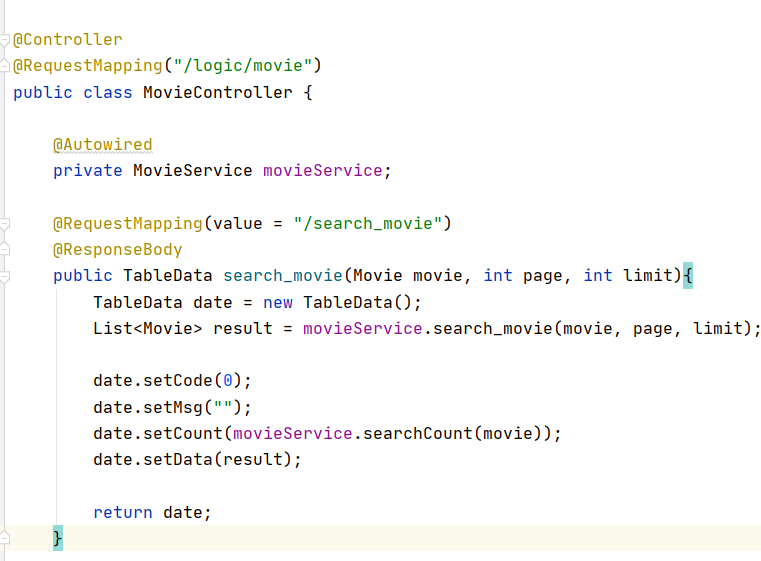 @Controller
@RequestMapping("/logic/movie")
public class MovieController {
@Autowired
private MovieService movieService;
@RequestMapping(value = "/search_movie")
@ResponseBody
public TableData search_movie(Movie movie, int page, int limit){
TableData date = new TableData();
List<Movie> result = movieService.search_movie(movie, page, limit);
date.setCode(0);
date.setMsg("");
date.setCount(movieService.searchCount(movie));
date.setData(result);
return date;
}